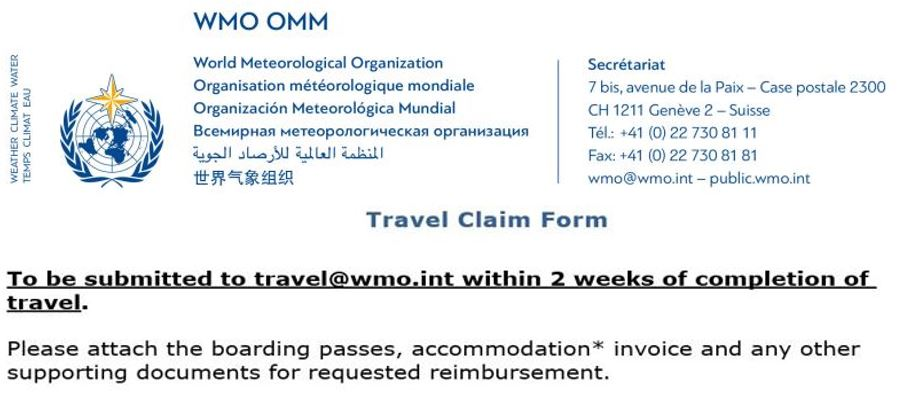 WMO OMM
WEATHER CLIMATE WATER
TEMPS CLIMAT EAU
World Meteorological Organization
Organisation météorologique mondiale
Organización Meteorológica Mundial
Всемирная метеорологическая организация
المنظمة العالمية للأرصاد الجوية
世界气象组织
Secrétariat
7 bis, avenue de la Paix – Case postale 2300
CH 1211 Genève 2 – Suisse
Tél.: +41 (0) 22 730 81 11
Fax: +41 (0) 22 730 81 81
wmo@wmo.int – public.wmo.int
Travel Claim Form
To be submitted to travel@wmo.int within 2 weeks of completion of
travel.
Please attach the boarding passes, accommodation* invoice and any other
supporting documents for requested reimbursement.